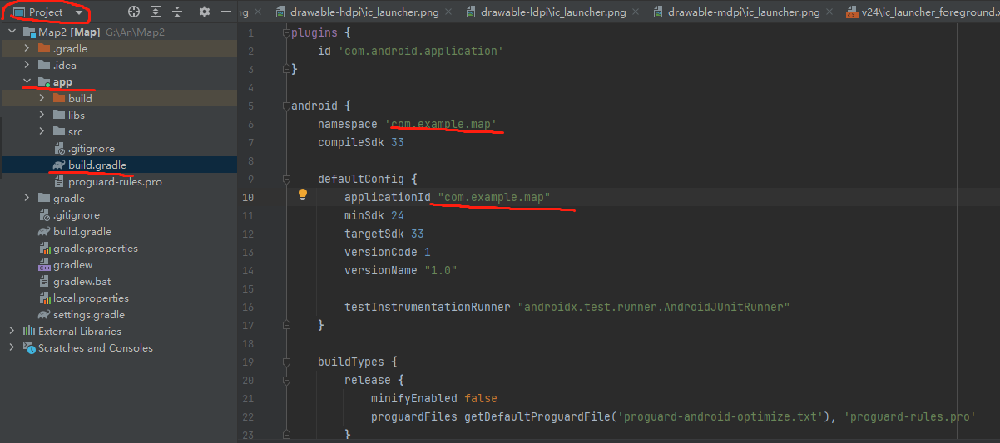 Project
ng
drawable-hdpi\ic_launcher.png
drawable-ldpi\ic_launcher.png
drawable-mdpi\ic_launcher.png
v24\ic_launcher_foreground.x
Map2 [Map] G:\An\Map2
.gradle
.idea
app
build
libs
src
.gitignore
build.gradle
proguard-rules.pro
gradle
.gitignore
build.gradle
gradle.properties
gradlew
gradlew.bat
local.properties
settings.gradle
External Libraries
Scratches and Consoles
1 plugins {
2 id 'com.android.application'
3 }
4
5 android {
6 namespace 'com.example.map'
7 compileSdk 33
8
9 defaultConfig {
10 applicationId "com.example.map"
11 minSdk 24
12 targetSdk 33
13 versionCode 1
14 versionName "1.0"
15
16 testInstrumentationRunner "androidx.test.runner.AndroidJUnitRunner"
17 }
18
19 buildTypes {
20 release {
21 minifyEnabled false
22 proguardFiles getDefaultProguardFile('proguard-android-optimize.txt'), 'proguard-rules.pro'
23 }